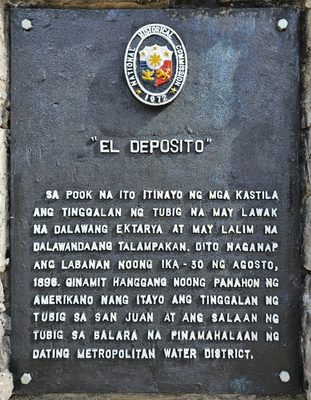 NATIONAL HISTORICAL COMMISSION
1972
"EL DEPOSITO"
SA POOK NA ITO ITINAYO NG MGA KASTILA
ANG TINGGALAN NG TUBIG NA MAY LAWAK
NA DALAWANG EKTARYA AT MAY LALIM NA
DALAWANDAANG TALAMPAKAN. DITO NAGANAP
ANG LABANAN NOONG IKA-30 NG AGOSTO,
1896. GINAMIT HANGGANG NOONG PANAHON NG
AMERIKANO NANG ITAYO ANG TINGGALAN NG
TUBIG SA SAN JUAN AT ANG SALAAN NG
TUBIG SA BALARA NA PINAMAHALAAN NG
DATING METROPOLITAN WATER DISTRICT.